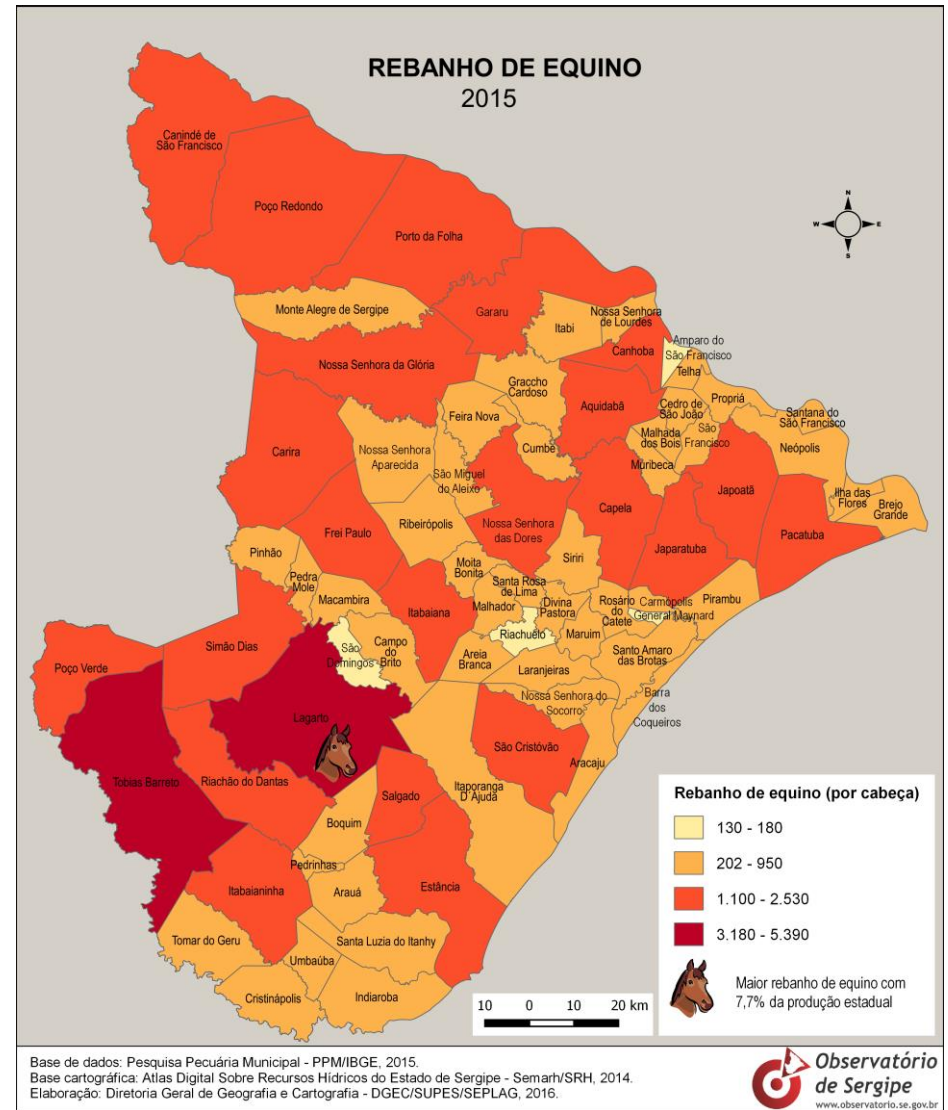 REBANHO DE EQUINO
2015
Canindé de
São Francisco
Poço Redondo
Porto da Folha
N
W
E
S
Monte Alegre de Sergipe
Gararu
Itabi
Nossa Senhora
de Lourdes
Amparo do
São Francisco
Canhoba
Telha
Nossa Senhora da Glória
Graccho
Cardoso
Aquidabã
Cedro de
São João
Propriá
Santana do
São Francisco
Feira Nova
Malhada
dos Bois
São
Francisco
Neópolis
Carira
Nossa Senhora
Aparecida
Cumbe
Muribeca
São Miguel
do Aleixo
Japoatã
Ilha das
Flores
Brejo
Grande
Ribeirópolis
Nossa Senhora
das Dores
Capela
Frei Paulo
Japaratuba
Pacatuba
Pinhão
Siriri
Moita
Bonita
Pedra
Mole
Santa Rosa
de Lima
Macambira
Itabaiana
Malhador
Divina
Pastora
Rosário
do
Catete
Carmópolis
General Maynard
Pirambu
Riachuelo
Maruim
Simão Dias
São
Domingos
Campo
do
Brito
Areia
Branca
Laranjeiras
Santo Amaro
das Brotas
Poço Verde
Nossa Senhora do
Socorro
Barra
dos
Coqueiros
Lagarto
São Cristóvão
Aracaju
Tobias Barreto
Riachão do Dantas
Salgado
Itaporanga
D'Ajuda
Boquim
Pedrinhas
Itabaianinha
Arauá
Estância
Tomar do Geru
Santa Luzia do Itanhy
Umbaúba
Cristinápolis
Indiaroba
Rebanho de equino (por cabeça)
130 - 180
202 - 950
1.100 - 2.530
3.180 - 5.390
Maior rebanho de equino com
7,7% da produção estadual
10 0 10 20 km
Base de dados: Pesquisa Pecuária Municipal - PPM/IBGE, 2015.
Base cartográfica: Atlas Digital Sobre Recursos Hídricos do Estado de Sergipe - Semarh/SRH, 2014.
Elaboração: Diretoria Geral de Geografia e Cartografia - DGEC/SUPES/SEPLAG, 2016.
Observatório
de Sergipe
www.observatorio.se.gov.br